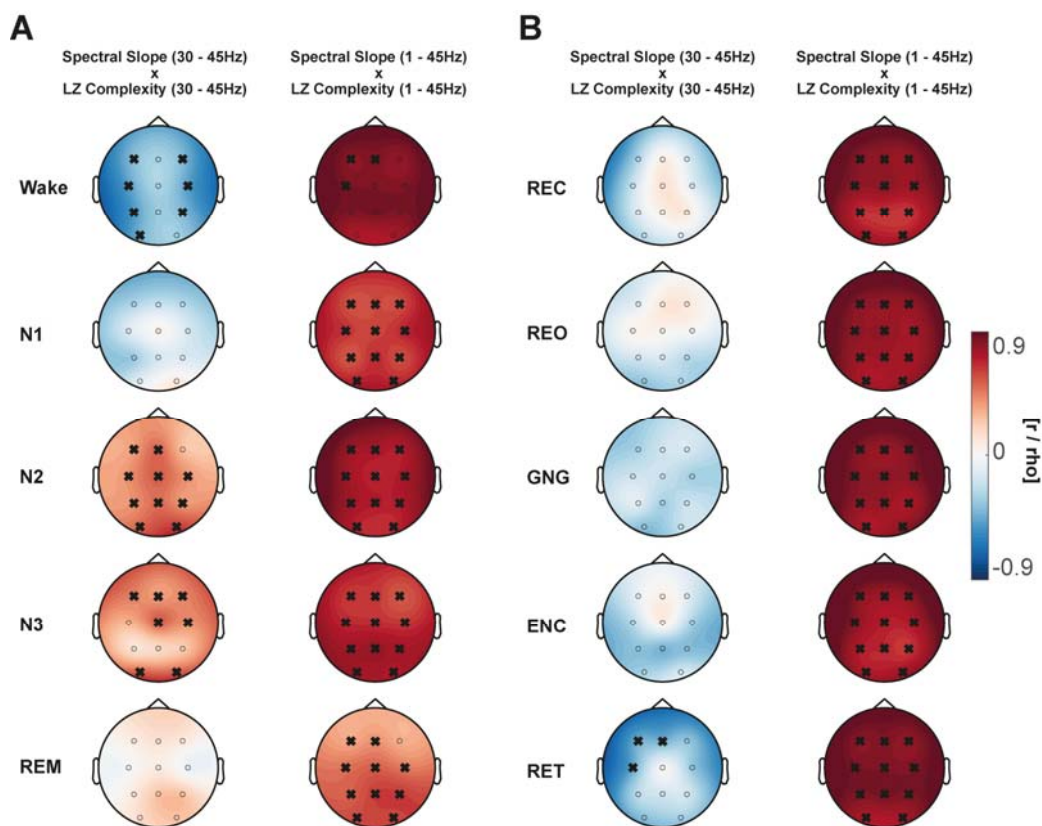 A
B
Spectral Slope (30 - 45Hz)
x
LZ Complexity (30 - 45Hz)
Spectral Slope (1 - 45Hz)
x
LZ Complexity (1 - 45Hz)
Spectral Slope (30 - 45Hz)
x
LZ Complexity (30 - 45Hz)
Spectral Slope (1 - 45Hz)
x
LZ Complexity (1 - 45Hz)
Wake
N1
N2
N3
REM
REC
REO
GNG
ENC
RET
0.9
0
-0.9
[r / rho]